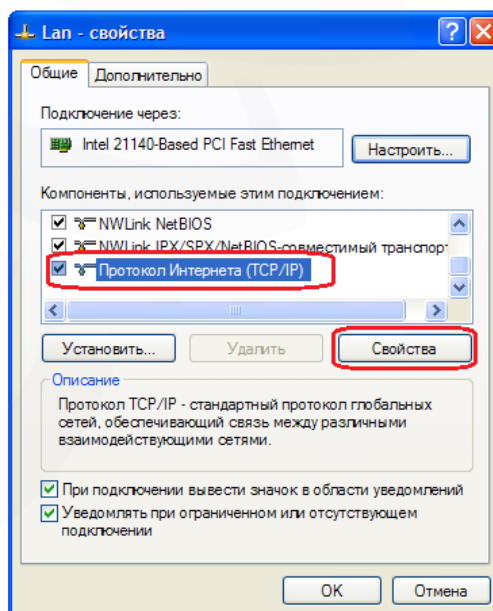 Lan - свойства
Общие Дополнительно
Подключение через:
Intel 21140-Based PCI Fast Ethernet Настроить...
Компоненты, используемые этим подключением:
NWLink NetBIOS
NWLink IPX/SPX/NetBIOS-совместимый транспорт
Протокол Интернета (TCP/IP)
Установить... Удалить Свойства
Описание
Протокол TCP/IP - стандартный протокол глобальных
сетей, обеспечивающий связь между различными
взаимодействующими сетями.
При подключении вывести значок в области уведомлений
Уведомлять при ограниченном или отсутствующем
подключении
OK Отмена